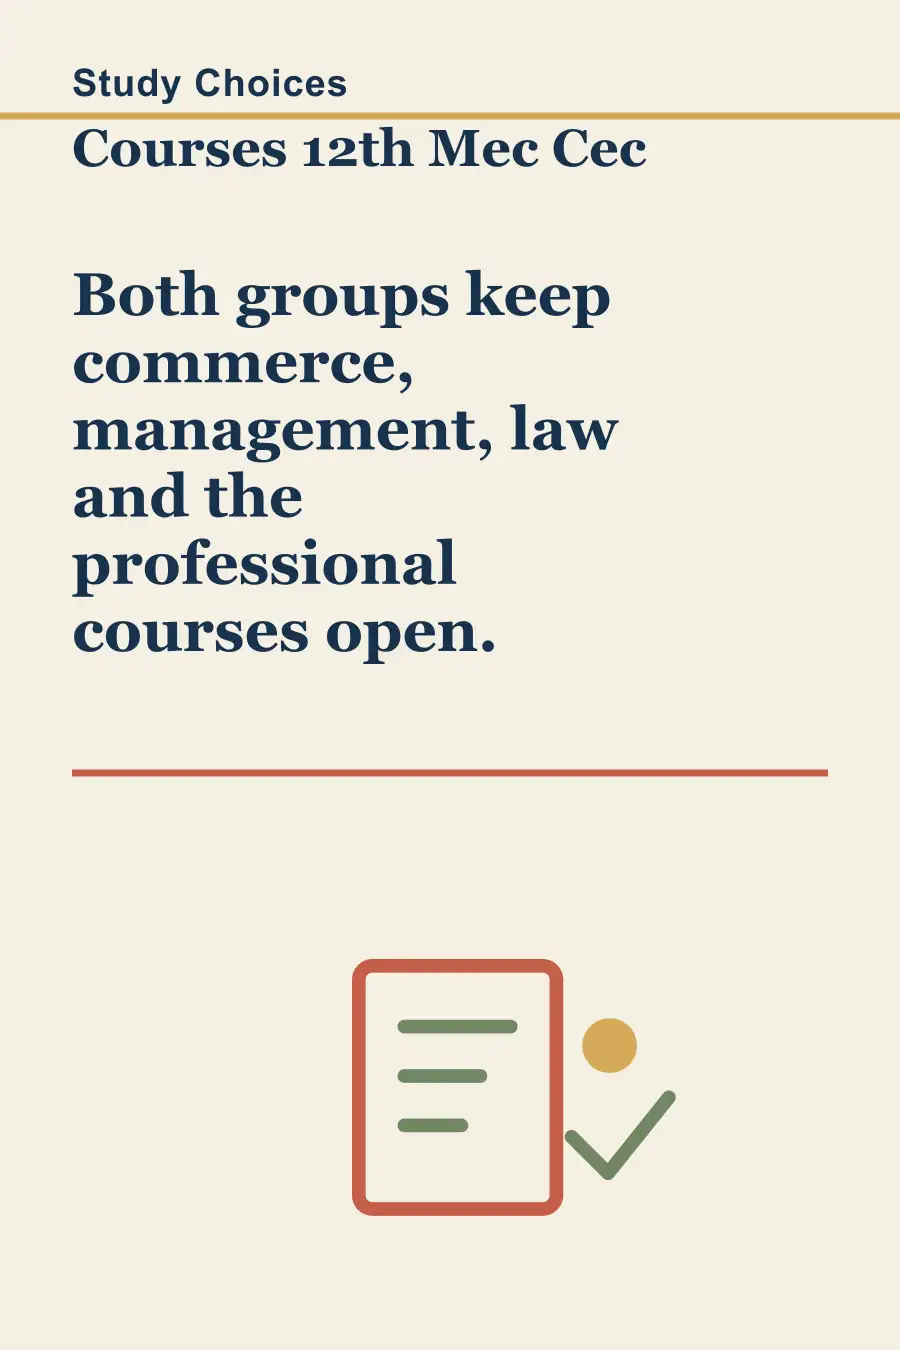 Study Choices
Courses 12th Mec Cec
Both groups keep
commerce,
management, law
and the
professional
courses open.